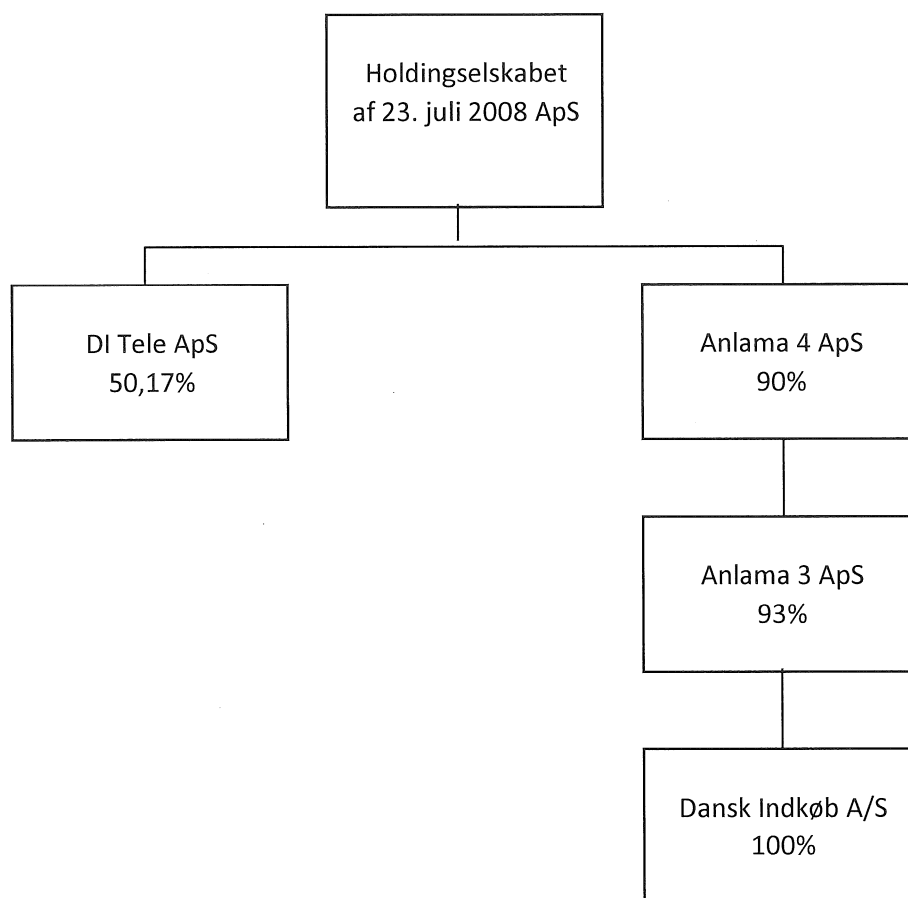 Holdingselskabet
af 23. juli 2008 ApS
DI Tele ApS
50,17%
Anlama 4 ApS
90%
Anlama 3 ApS
93%
Dansk Indkøb A/S
100%